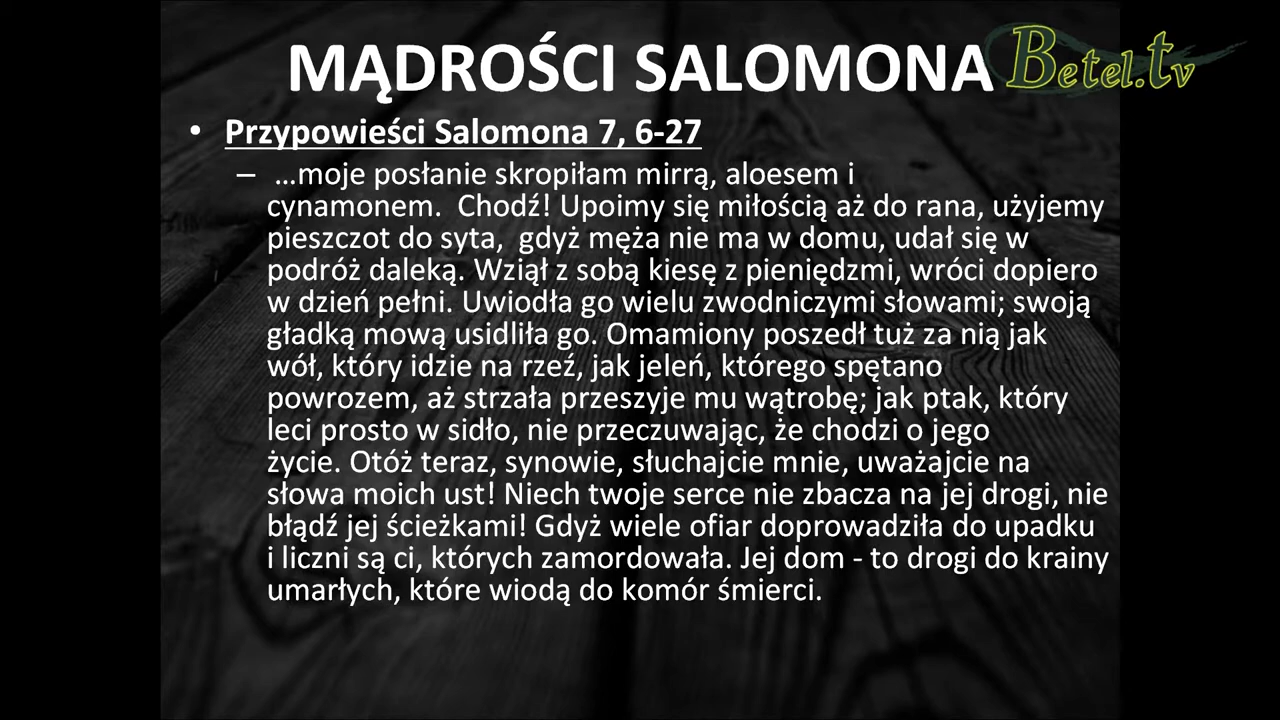 MĄDROŚCI SALOMONA
Betel.tv
• Przypowieści Salomona 7, 6-27
– …moje posłanie skropiłam mirrą, aloesem i
cynamonem. Chodź! Upoimy się miłością aż do rana, użyjemy
pieszczot do syta, gdyż męża nie ma w domu, udał się w
podróż daleką. Wziął z sobą kiesę z pieniędzmi, wróci dopiero
w dzień pełni. Uwiodła go wielu zwodniczymi słowami; swoją
gładką mową usidliła go. Omamiony poszedł tuż za nią jak
wół, który idzie na rzeź, jak jeleń, którego spętano
powrozem, aż strzała przeszyje mu wątrobę; jak ptak, który
leci prosto w sidło, nie przeczuwając, że chodzi o jego
życie. Otóż teraz, synowie, słuchajcie mnie, uważajcie na
słowa moich ust! Niech twoje serce nie zbacza na jej drogi, nie
błądź jej ścieżkami! Gdyż wiele ofiar doprowadziła do upadku
i liczni są ci, których zamordowała. Jej dom - to drogi do krainy
umarłych, które wiodą do komór śmierci.